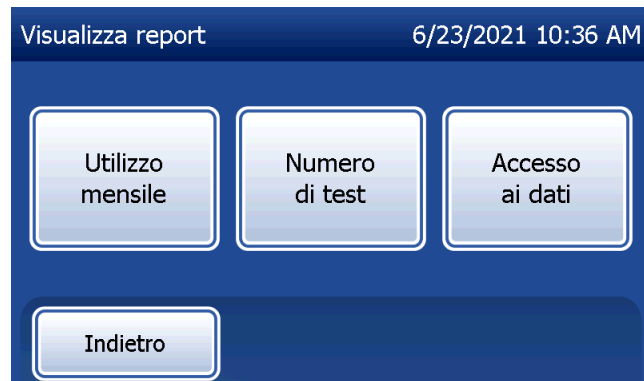 Visualizza report 6/23/2021 10:36 AM
Utilizzo
mensile
Numero
di test
Accesso
ai dati
Indietro